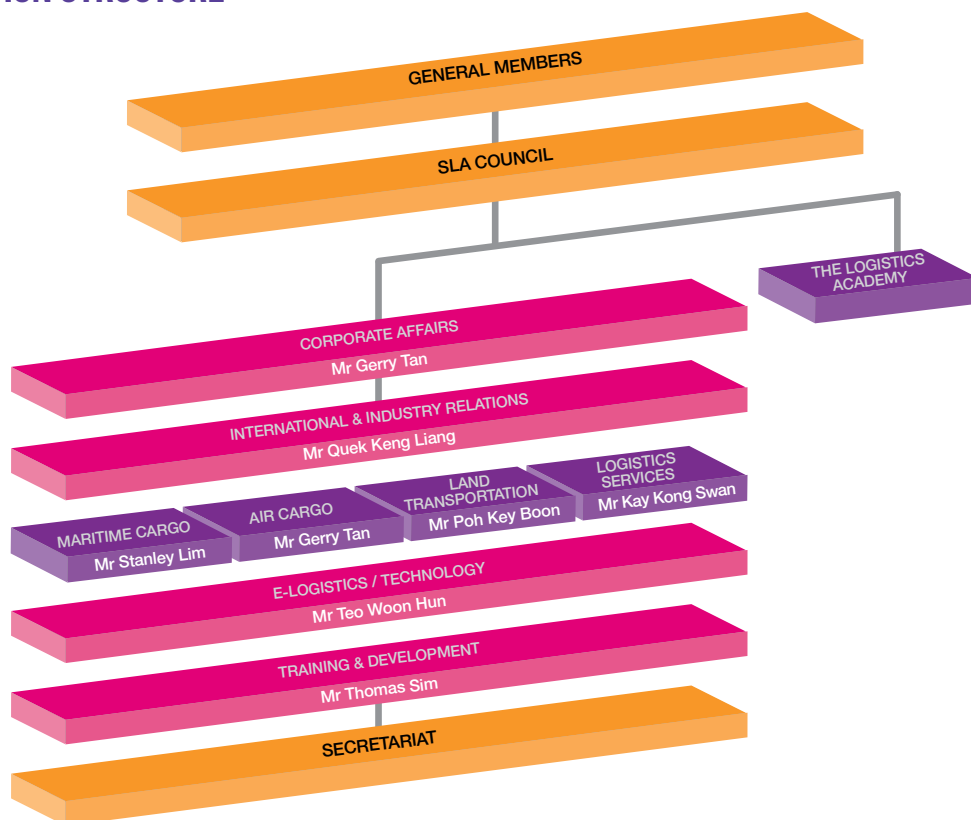 GENERAL MEMBERS
SLA COUNCIL
THE LOGISTICS
ACADEMY
CORPORATE AFFAIRS
Mr Gerry Tan
INTERNATIONAL & INDUSTRY RELATIONS
Mr Quek Keng Liang
MARITIME CARGO
Mr Stanley Lim
AIR CARGO
Mr Gerry Tan
LAND
TRANSPORTATION
Mr Poh Key Boon
LOGISTICS
SERVICES
Mr Kay Kong Swan
E-LOGISTICS / TECHNOLOGY
Mr Teo Woon Hun
TRAINING & DEVELOPMENT
Mr Thomas Sim
SECRETARIAT